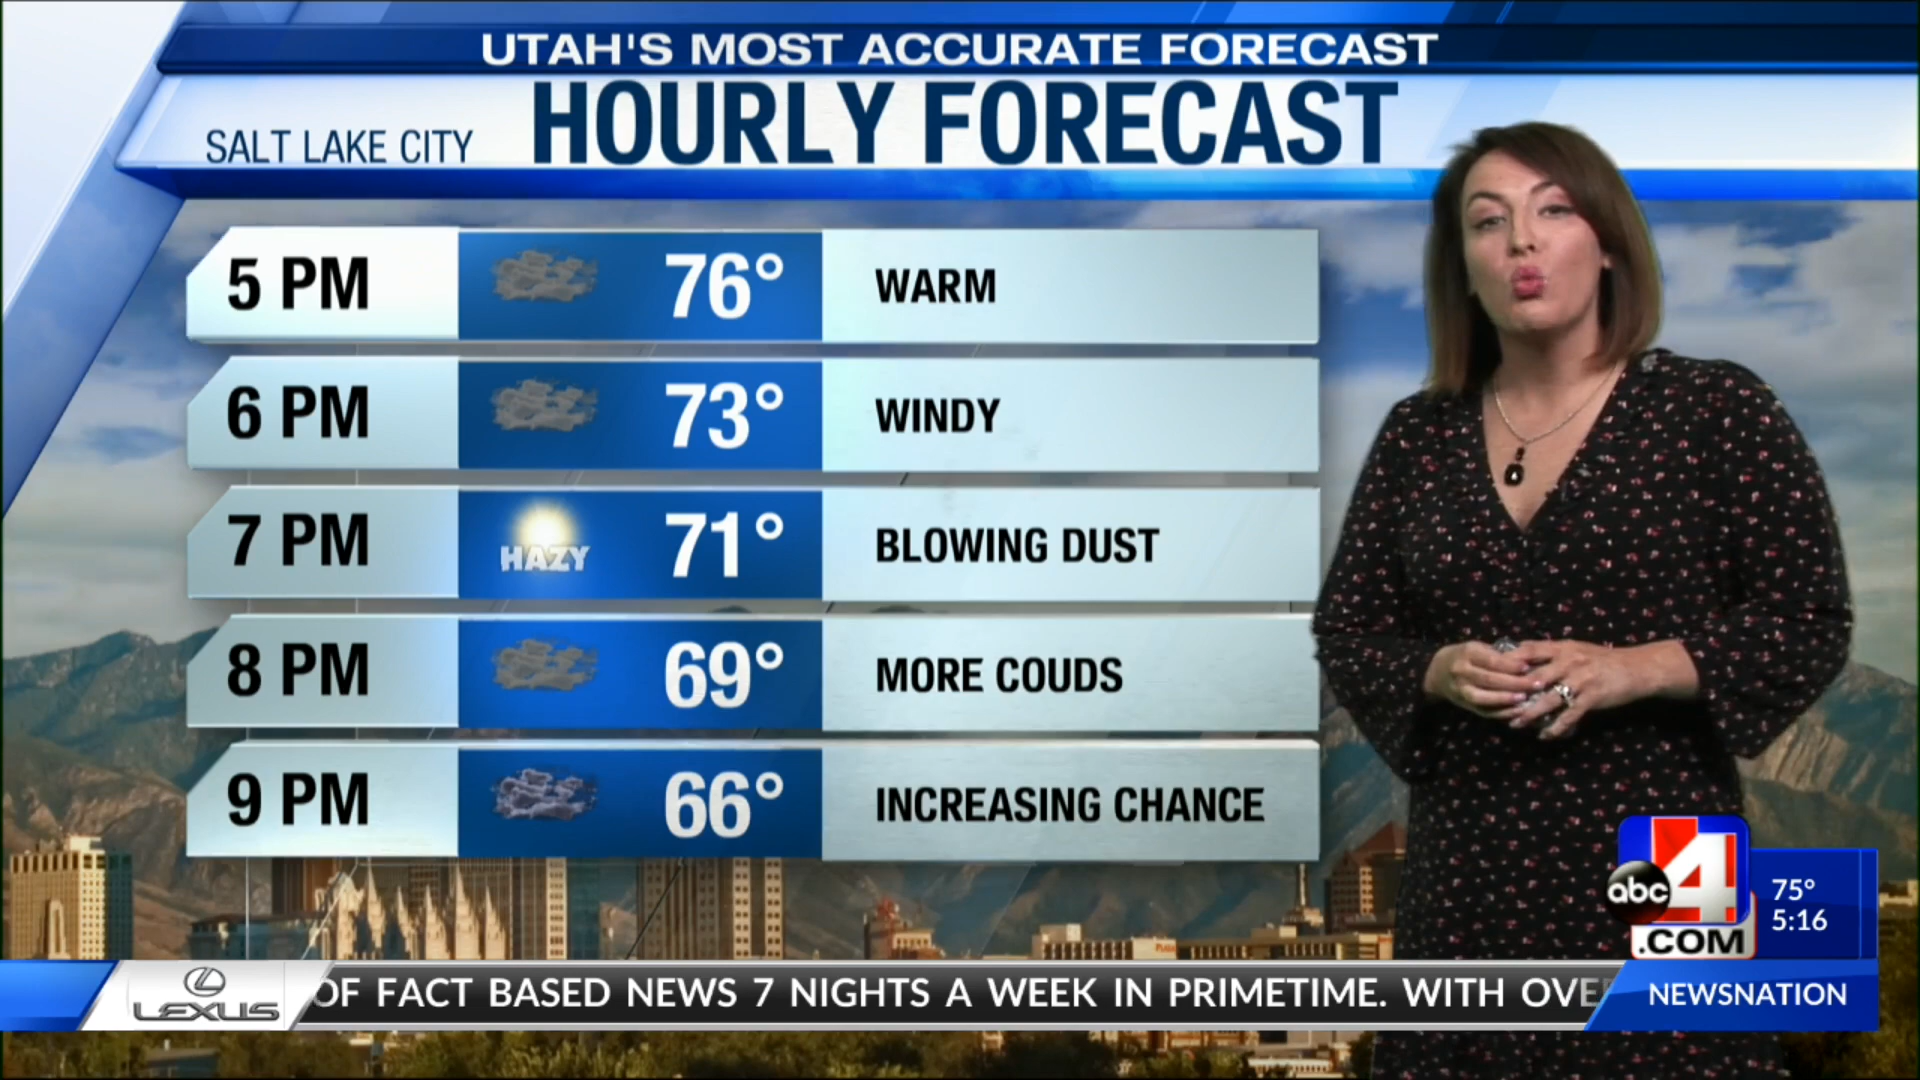 UTAH'S MOST ACCURATE FORECAST
SALT LAKE CITY HOURLY FORECAST
5 PM 76° WARM
6 PM 73° WINDY
7 PM HAZY 71° BLOWING DUST
8 PM 69° MORE COUDS
9 PM 66° INCREASING CHANCE
abc 4 .COM
75°
5:16
LEXUS OF FACT BASED NEWS 7 NIGHTS A WEEK IN PRIMETIME. WITH OVE NEWSNATION